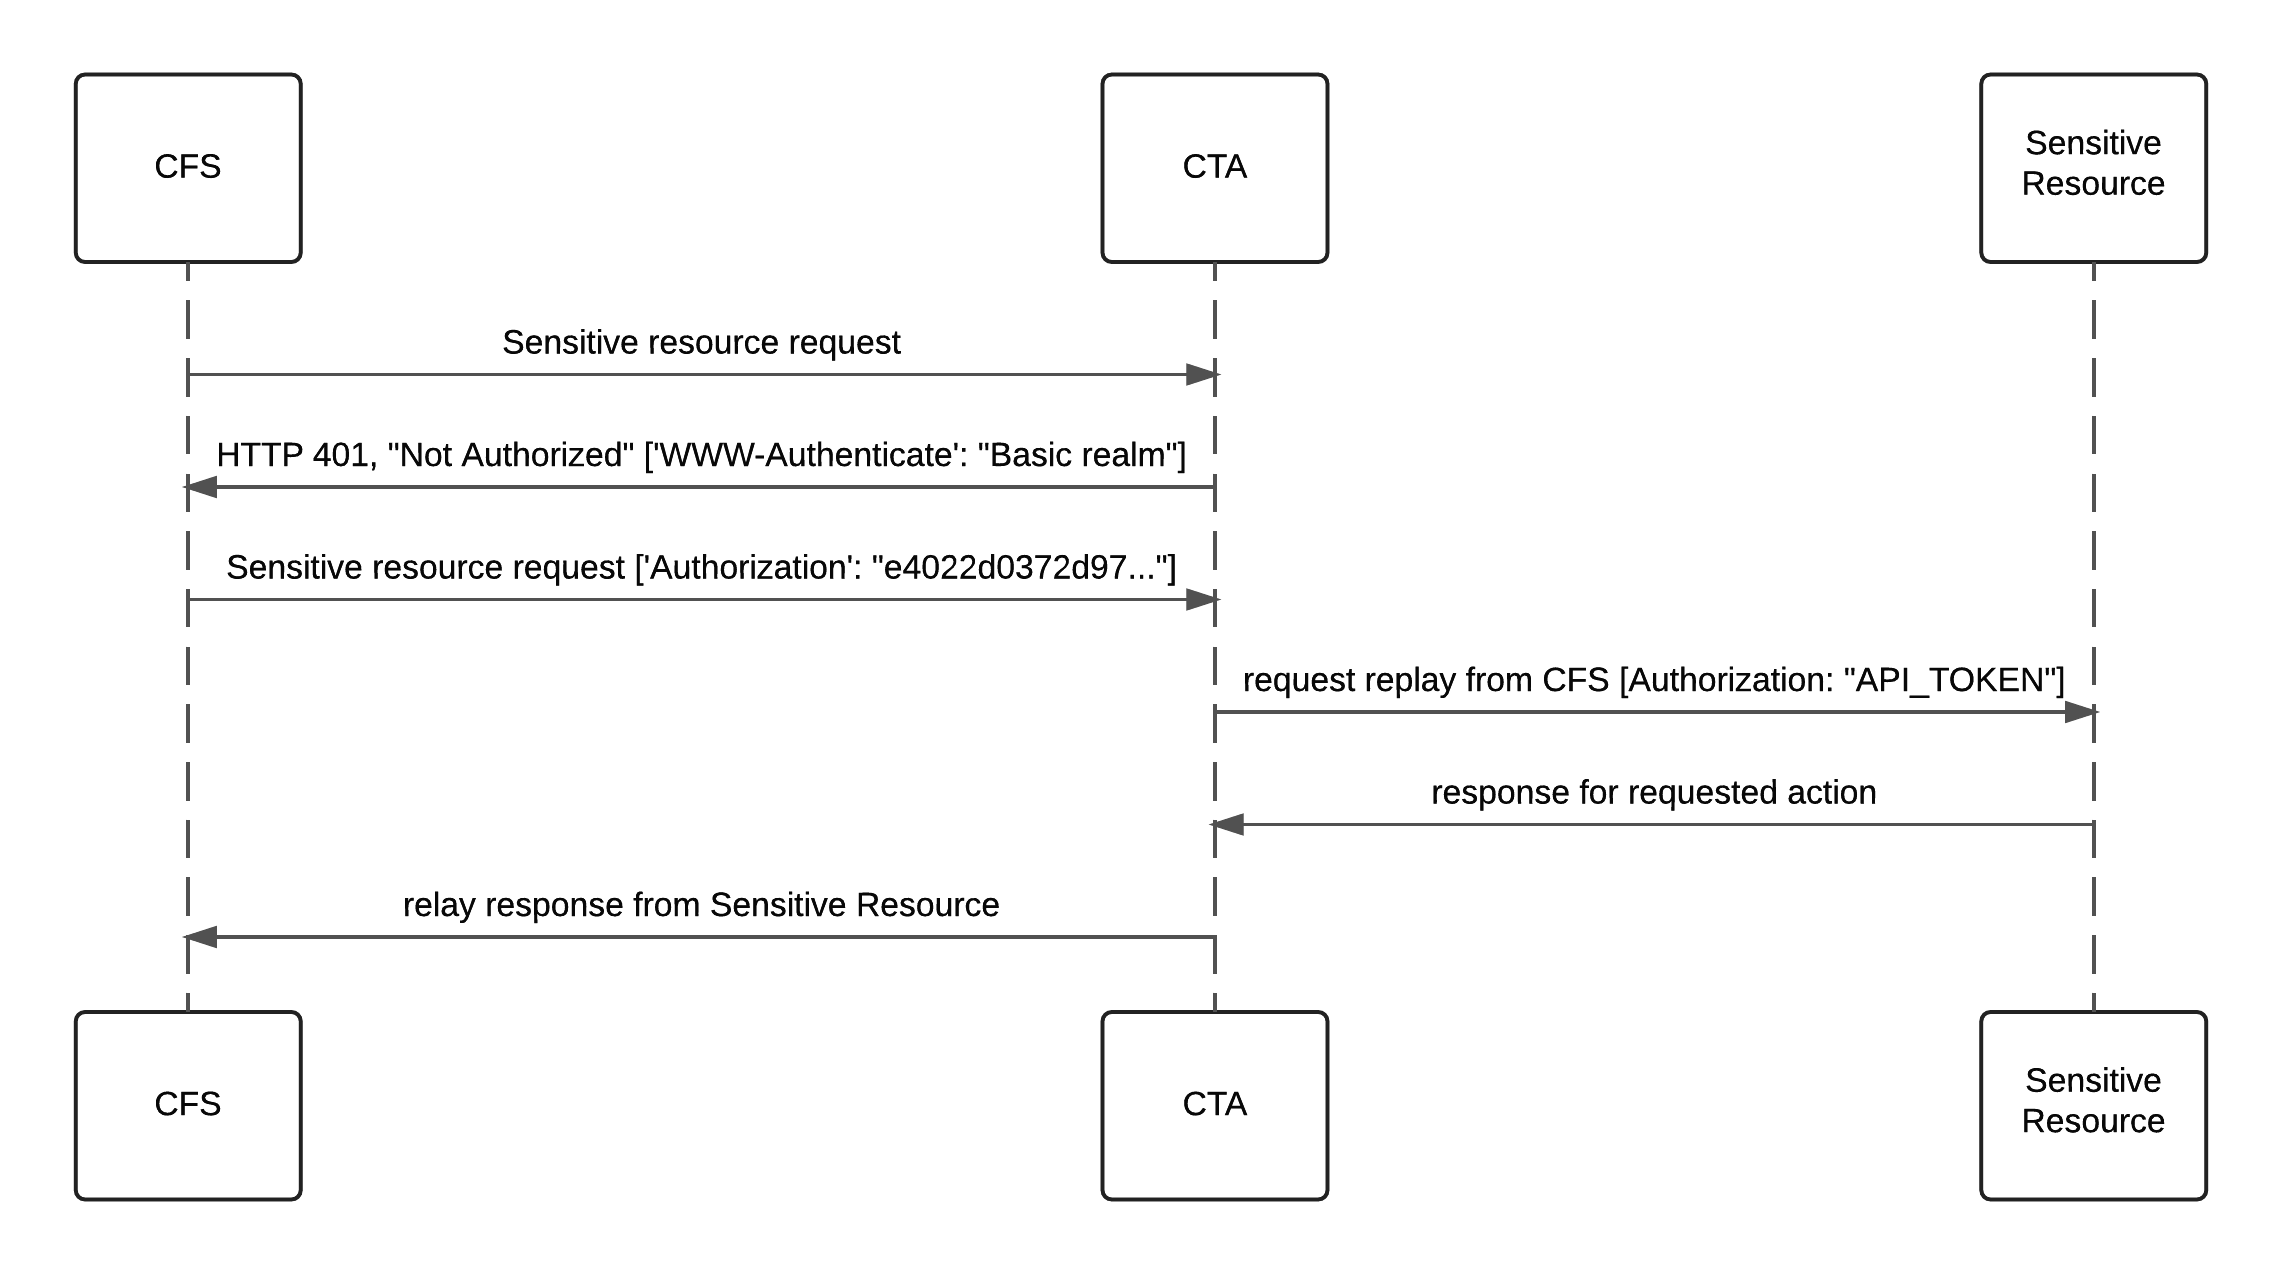 CFS
CTA
Sensitive
Resource
Sensitive resource request
HTTP 401, "Not Authorized" ['WWW-Authenticate': "Basic realm"]
Sensitive resource request ['Authorization': "e4022d0372d97..."]
request replay from CFS [Authorization: "API_TOKEN"]
response for requested action
relay response from Sensitive Resource
CFS
CTA
Sensitive
Resource